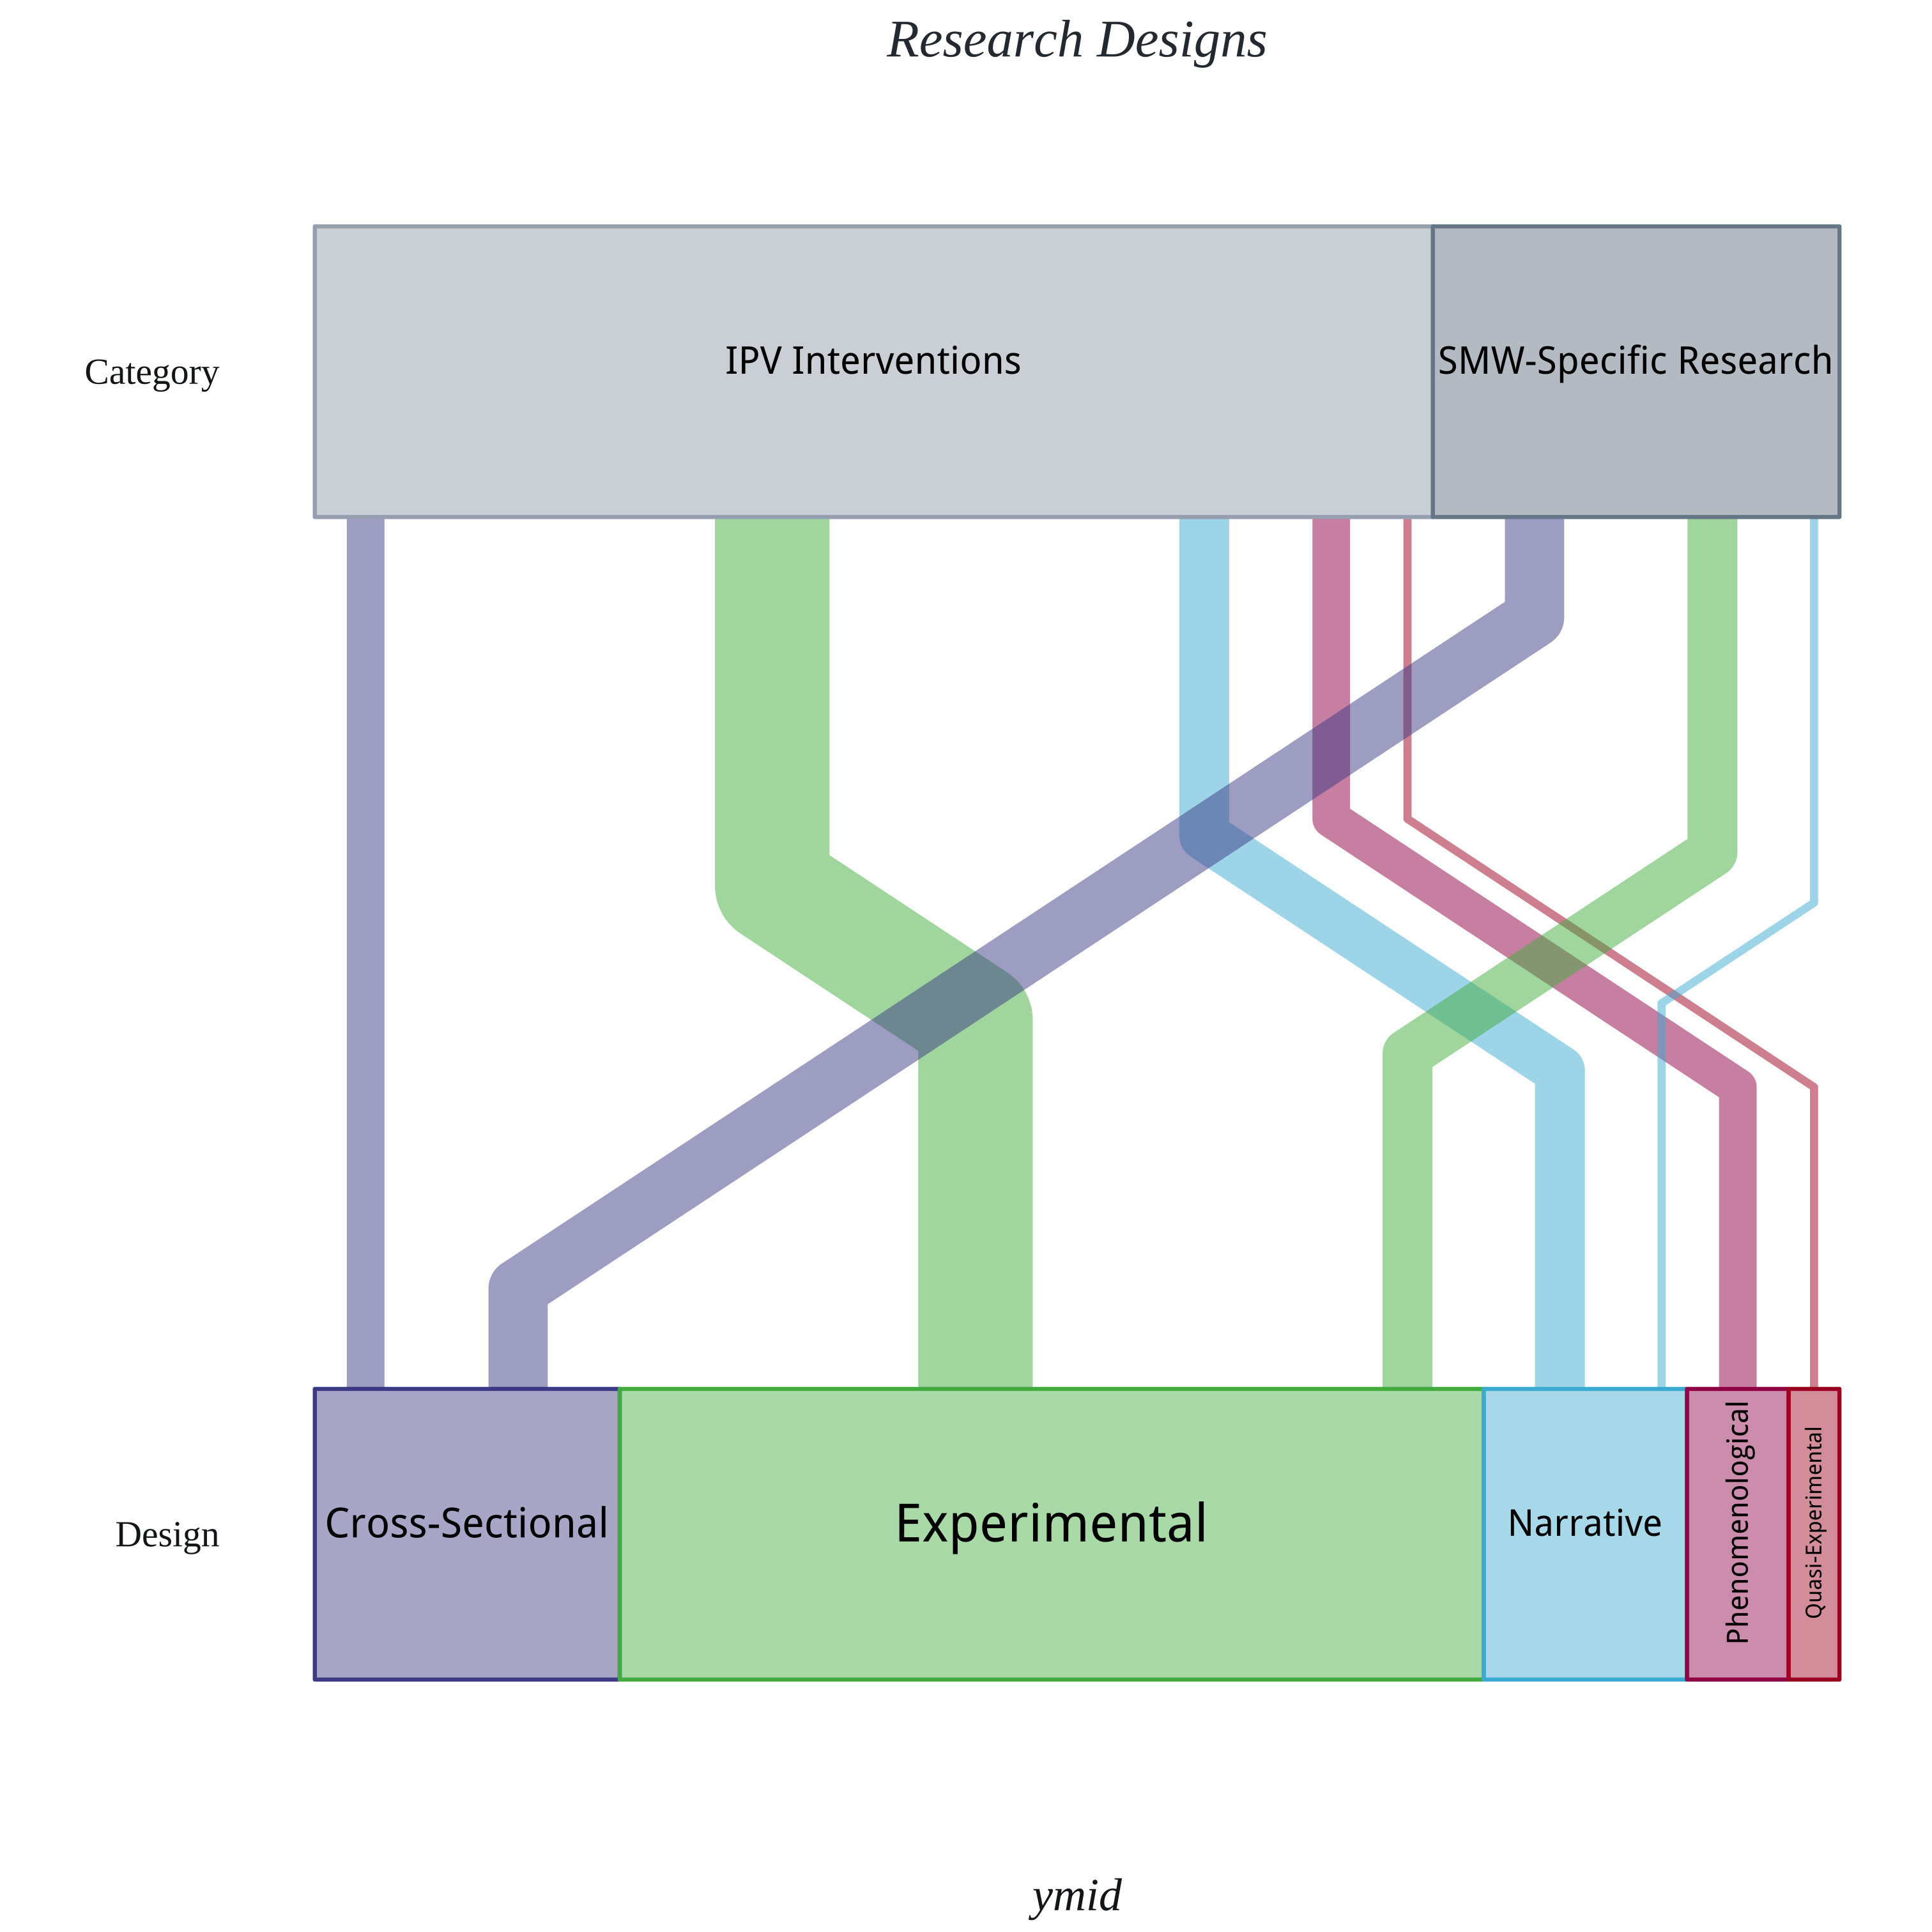 Research Designs
Category
IPV Interventions
SMW-Specific Research
Design
Cross-Sectional
Experimental
Narrative
Phenomenological
Quasi-Experimental
ymid